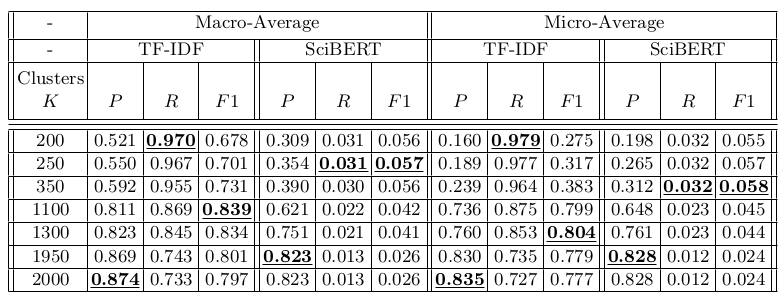 - Macro-Average Micro-Average
- TF-IDF SciBERT TF-IDF SciBERT
Clusters
K P R F1 P R F1 P R F1 P R F1
200 0.521 0.970 0.678 0.309 0.031 0.056 0.160 0.979 0.275 0.198 0.032 0.055
250 0.550 0.967 0.701 0.354 0.031 0.057 0.189 0.977 0.317 0.265 0.032 0.057
350 0.592 0.955 0.731 0.390 0.030 0.056 0.239 0.964 0.383 0.312 0.032 0.058
1100 0.811 0.869 0.839 0.621 0.022 0.042 0.736 0.875 0.799 0.648 0.023 0.045
1300 0.823 0.845 0.834 0.751 0.021 0.041 0.760 0.853 0.804 0.761 0.023 0.044
1950 0.869 0.743 0.801 0.823 0.013 0.026 0.830 0.735 0.779 0.828 0.012 0.024
2000 0.874 0.733 0.797 0.823 0.013 0.026 0.835 0.727 0.777 0.828 0.012 0.024